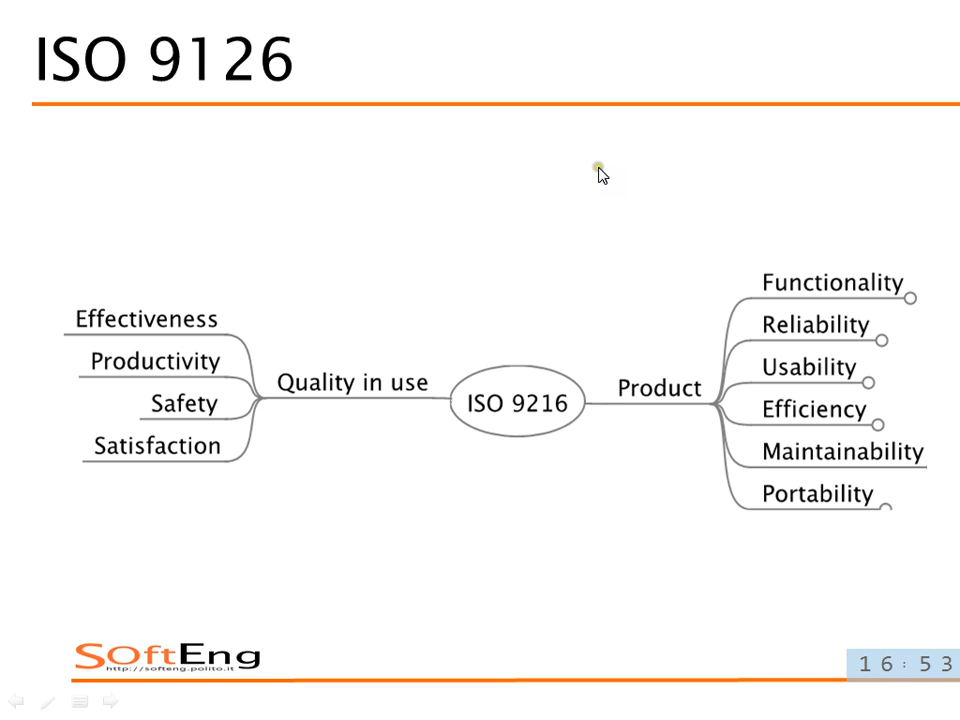 ISO 9126
Effectiveness
Productivity
Safety
Satisfaction
Quality in use
ISO 9216
Product
Functionality
Reliability
Usability
Efficiency
Maintainability
Portability
SOftEng
http://softeng.polito.it
16:53